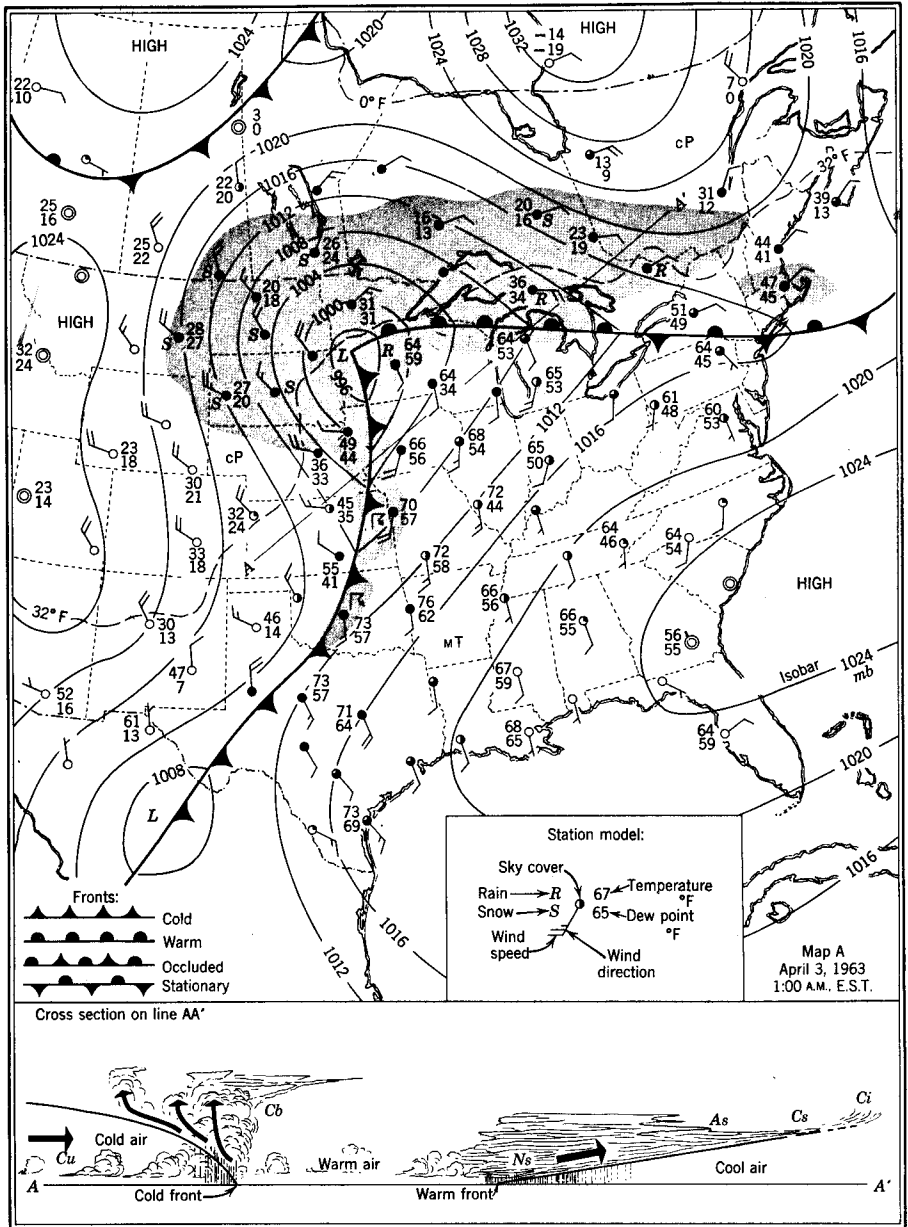 HIGH
1024
1020
1024
1028
1032
-14
-19
HIGH
1020
1016
22
10
0°F
7
0
3
0
1020
cP
32°F
13
9
22
20
1016
31
12
39
13
25
16
1012
20
16
S
A'
16
13
23
19
44
41
25
22
1008
26
24
S
1024
S
1004
R
47
45
20
18
36
34
R
HIGH
1000
31
31
51
49
28
27
S
S
L
R
64
59
64
53
64
45
32
24
996
64
34
65
53
1020
27
20
S
S
1012
61
48
60
53
1016
49
44
68
54
23
18
cP
36
33
66
56
65
50
1024
30
21
72
44
23
14
32
24
45
35
70
57
64
46
64
54
33
18
A
55
41
72
58
HIGH
32°F
30
13
46
14
73
57
76
62
66
56
66
55
56
55
mT
1024
mb
Isobar
47
7
67
59
52
16
73
57
71
64
61
13
68
65
64
59
1008
1020
L
73
69
Station model:
1016
Sky cover
Fronts:
Rain R 67 Temperature
°F
Cold
Snow S 65 Dew point
°F
Warm
1016
Occluded
Wind
speed
Wind
direction
1012
Stationary
Map A
April 3, 1963
1:00 A.M., E.S.T.
Cross section on line AA'
Cb
Ci
As
Cs
Cold air
Cu
Warm air
Ns
Cool air
A
Cold front
Warm front
A'